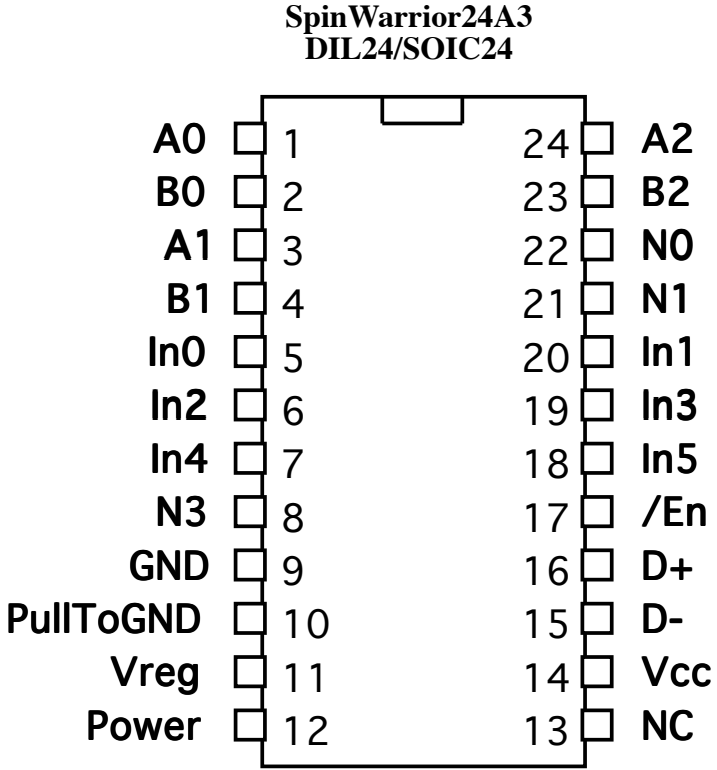 SpinWarrior24A3
DIL24/SOIC24
A0 1 24 A2
B0 2 23 B2
A1 3 22 N0
B1 4 21 N1
In0 5 20 In1
In2 6 19 In3
In4 7 18 In5
N3 8 17 /En
GND 9 16 D+
PullToGND 10 15 D-
Vreg 11 14 Vcc
Power 12 13 NC